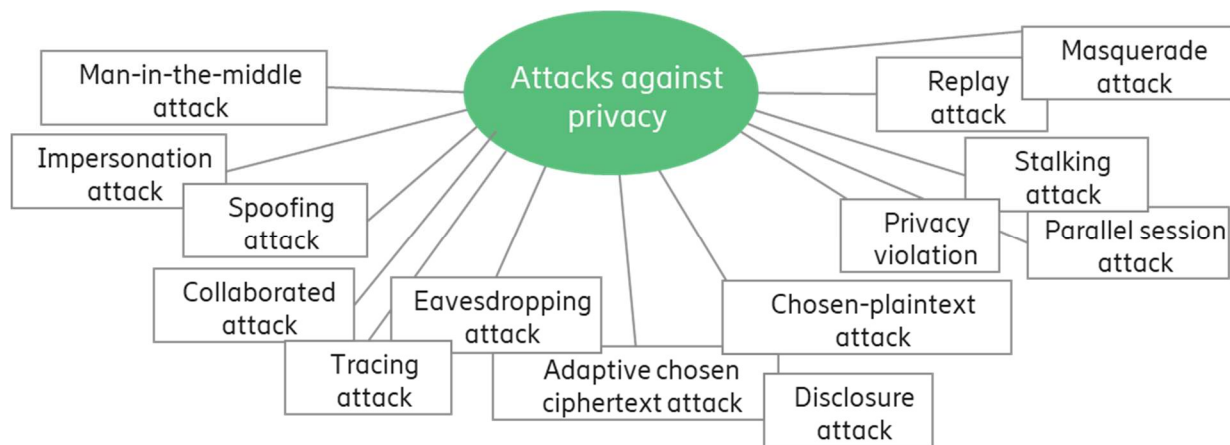 Attacks against
privacy
Man-in-the-middle
attack
Impersonation
attack
Spoofing
attack
Collaborated
attack
Tracing
attack
Eavesdropping
attack
Adaptive chosen
ciphertext attack
Disclosure
attack
Chosen-plaintext
attack
Privacy
violation
Parallel session
attack
Stalking
attack
Replay
attack
Masquerade
attack